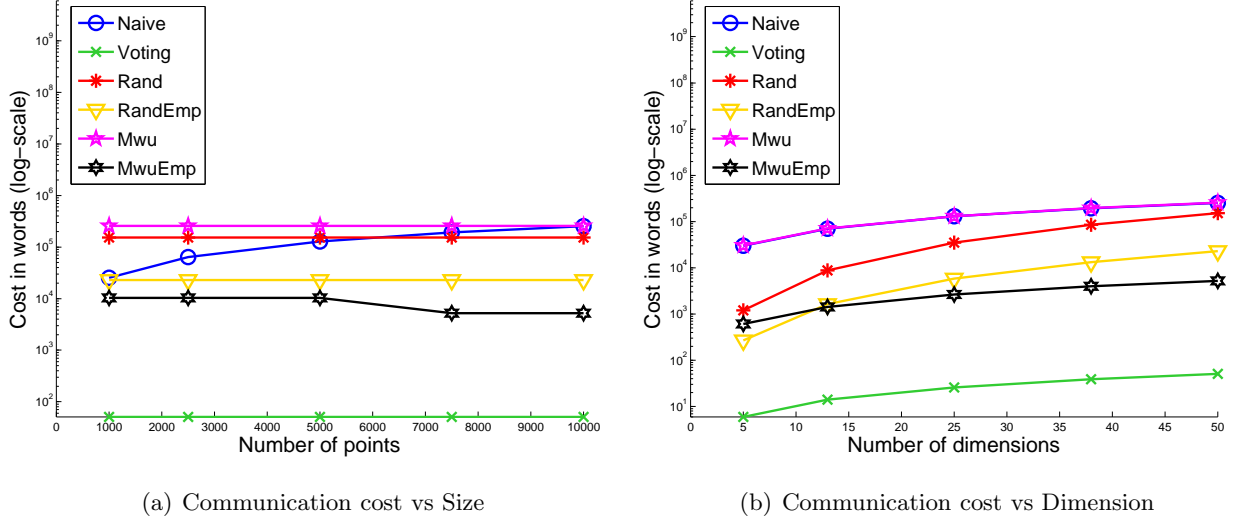 Naive
Voting
Rand
RandEmp
Mwu
MwuEmp
Cost in words (log−scale)
10^9
10^8
10^7
10^6
10^5
10^4
10^3
10^2
0 1000 2000 3000 4000 5000 6000 7000 8000 9000 10000
Number of points
(a) Communication cost vs Size
Naive
Voting
Rand
RandEmp
Mwu
MwuEmp
Cost in words (log−scale)
10^9
10^8
10^7
10^6
10^5
10^4
10^3
10^2
10^1
0 5 10 15 20 25 30 35 40 45 50
Number of dimensions
(b) Communication cost vs Dimension